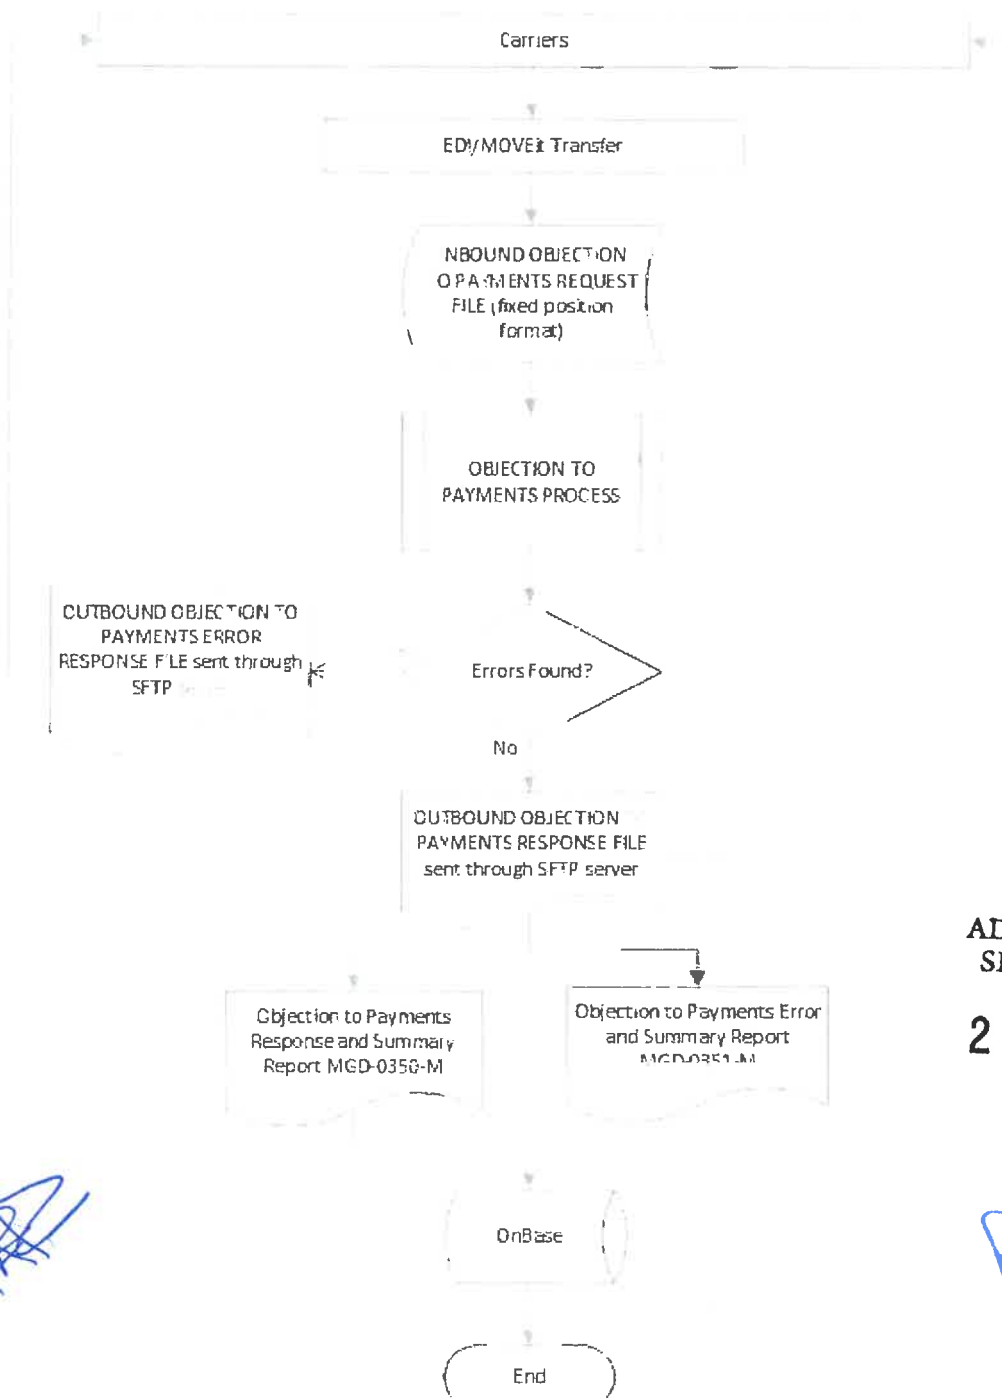 Carriers
EDI/MOVEit Transfer
NBOUND OBJECTION
O PAYMENTS REQUEST
FILE (fixed position
format)
OBJECTION TO
PAYMENTS PROCESS
OUTBOUND OBJECTION TO
PAYMENTS ERROR
RESPONSE FILE sent through
SFTP
Errors Found?
No
OUTBOUND OBJECTION
PAYMENTS RESPONSE FILE
sent through SFTP server
Objection to Payments
Response and Summary
Report MGD-0350-M
Objection to Payments Error
and Summary Report
MGD-0351-M
AD
SE
2
OnBase
End